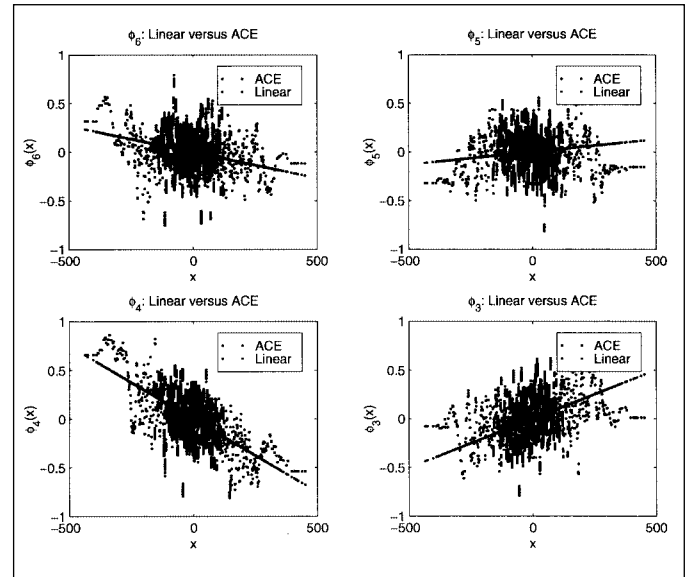 ϕ6: Linear versus ACE
1
0.5
0
−0.5
−1
−500
0
500
ϕ6(x)
x
ACE
Linear
ϕ5: Linear versus ACE
1
0.5
0
−0.5
−1
−500
0
500
ϕ5(x)
x
ACE
Linear
ϕ4: Linear versus ACE
1
0.5
0
−0.5
−1
−500
0
500
ϕ4(x)
x
ACE
Linear
ϕ3: Linear versus ACE
1
0.5
0
−0.5
−1
−500
0
500
ϕ3(x)
x
ACE
Linear